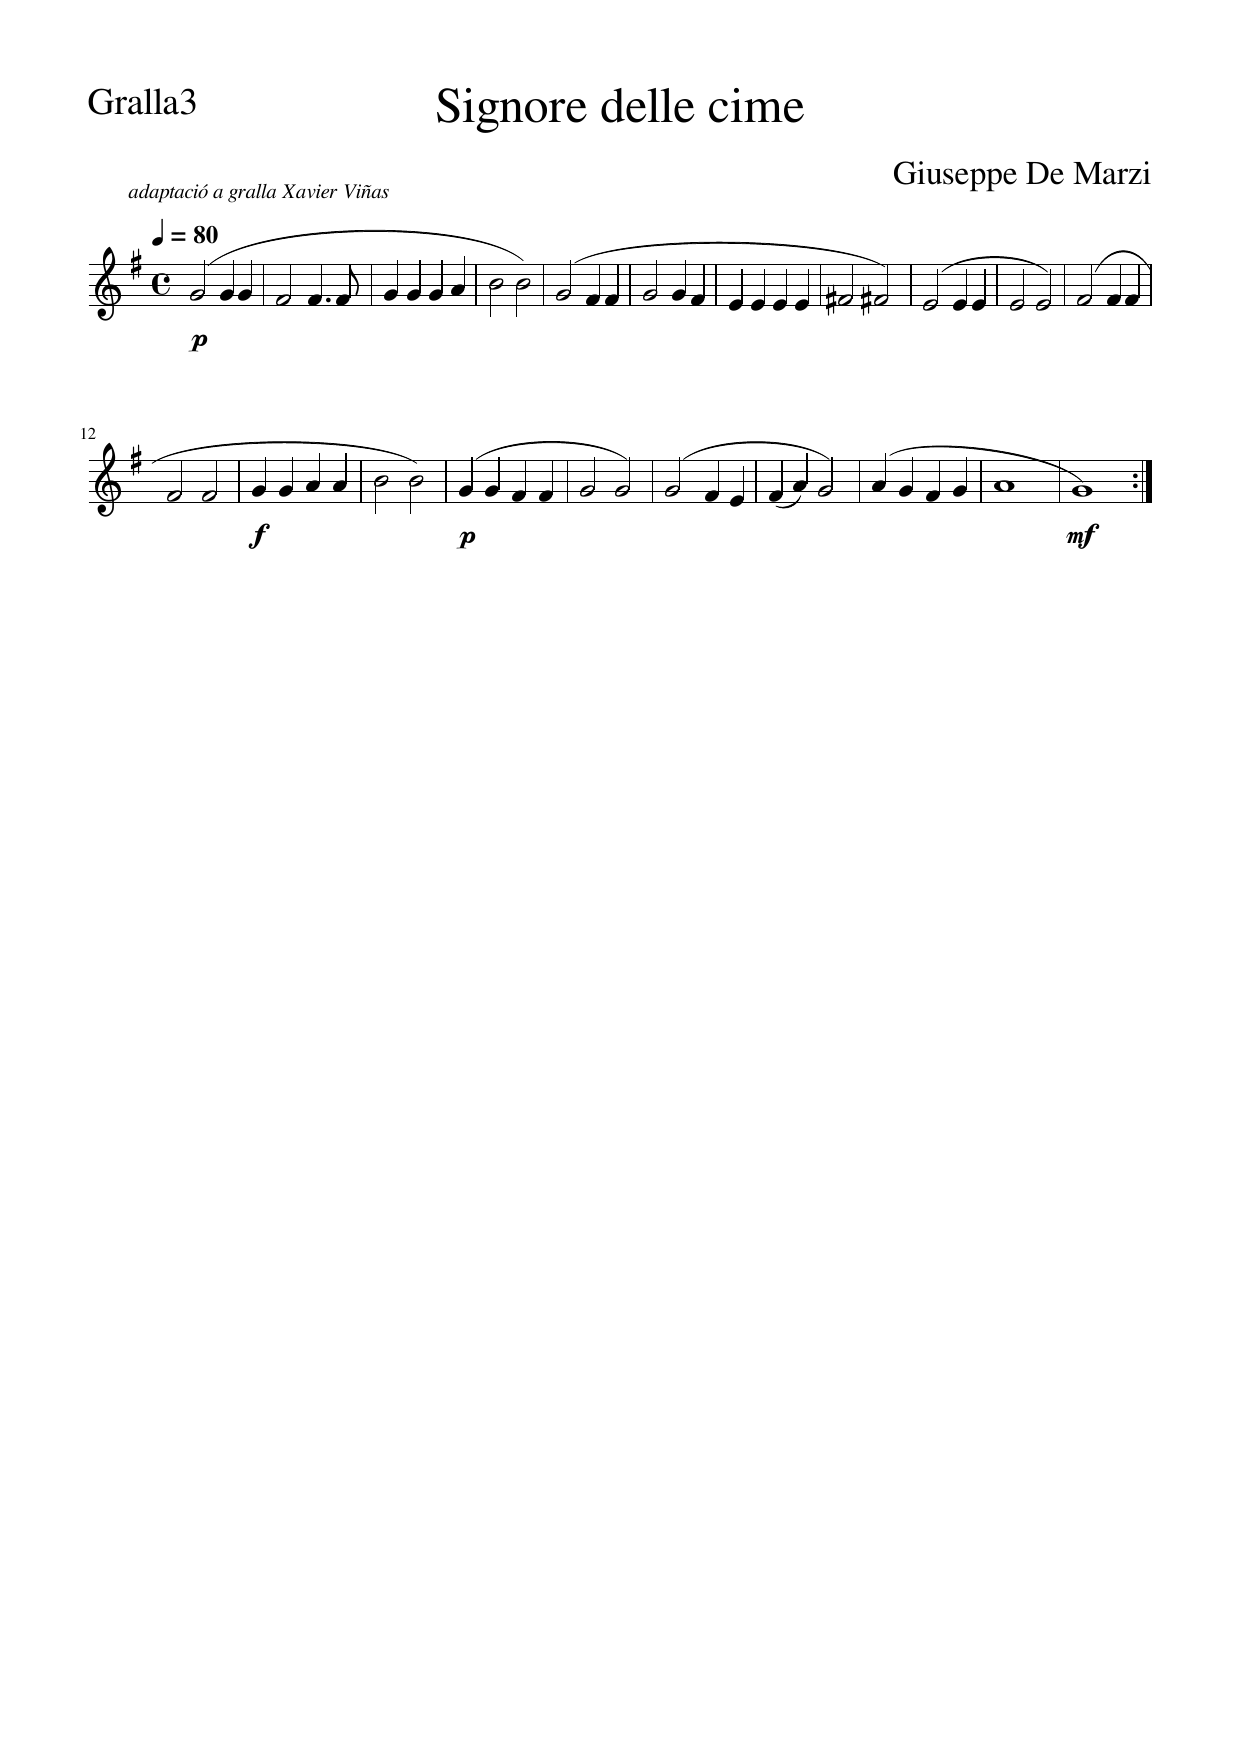 Gralla3
Signore delle cime
Giuseppe De Marzi
adaptació a gralla Xavier Viñas
= 80
p
12
f
p
mf